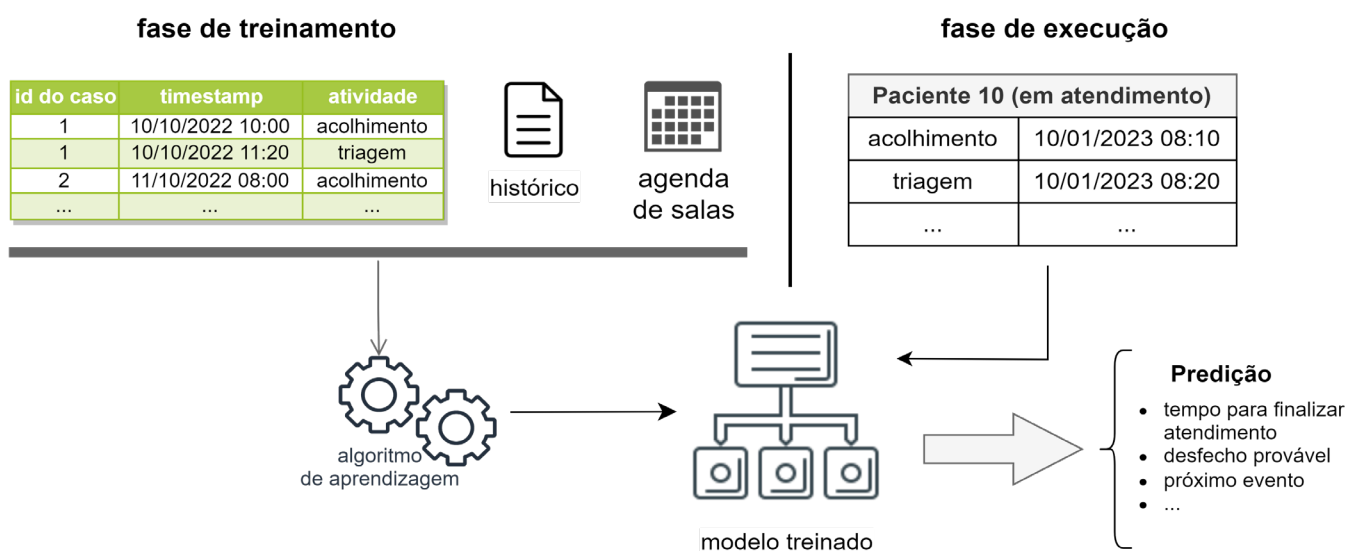 fase de treinamento
id do caso timestamp atividade
1 10/10/2022 10:00 acolhimento
1 10/10/2022 11:20 triagem
2 11/10/2022 08:00 acolhimento
... ... ...
histórico
agenda
de salas
fase de execução
Paciente 10 (em atendimento)
acolhimento 10/01/2023 08:10
triagem 10/01/2023 08:20
... ...
algoritmo
de aprendizagem
modelo treinado
Predição
• tempo para finalizar
atendimento
• desfecho provável
• próximo evento
• ...